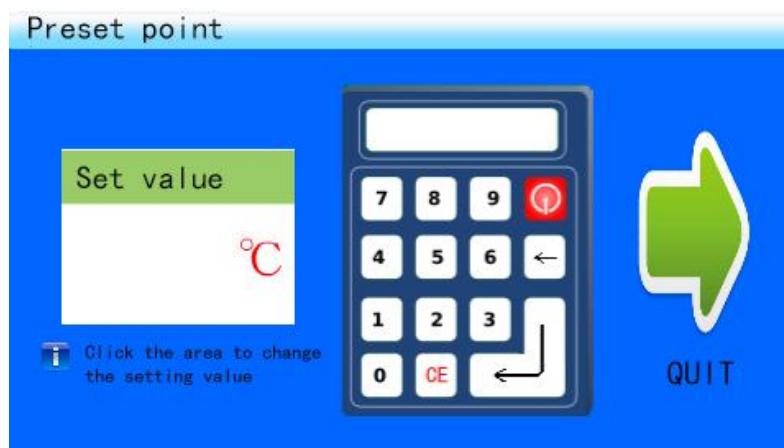 Preset point
Set value
℃
Click the area to change
the setting value
7 8 9
4 5 6 ←
1 2 3
0 CE
QUIT